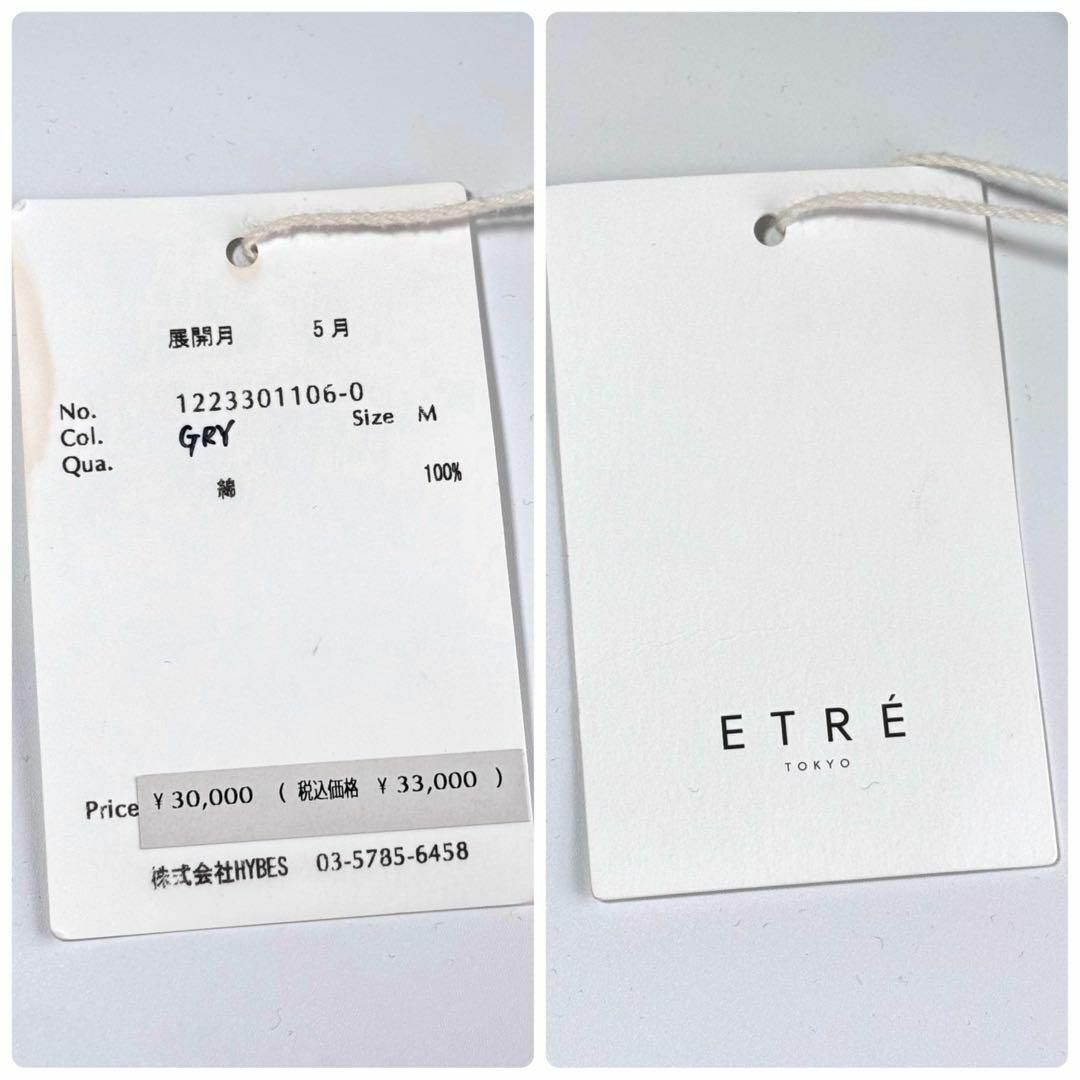 展開月 5月
No. 1223301106-0
Col. GRY Size M
Qua.
綿 100%
Price ¥30,000 ( 税込価格 ¥33,000 )
株式会社HYBES 03-5785-6458
ETRÉ
TOKYO